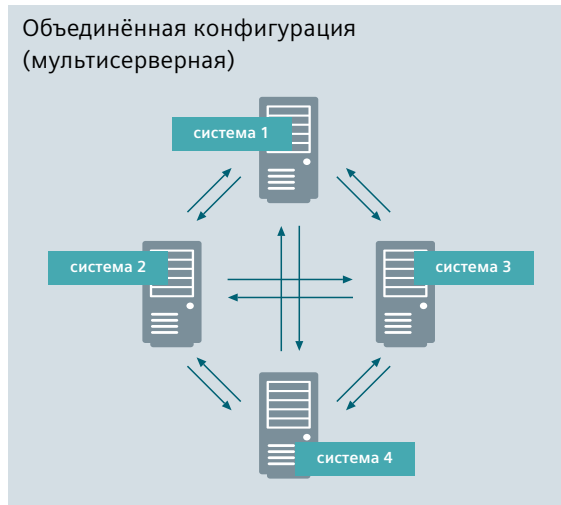 Объединённая конфигурация
(мультисерверная)
система 1
система 2
система 3
система 4